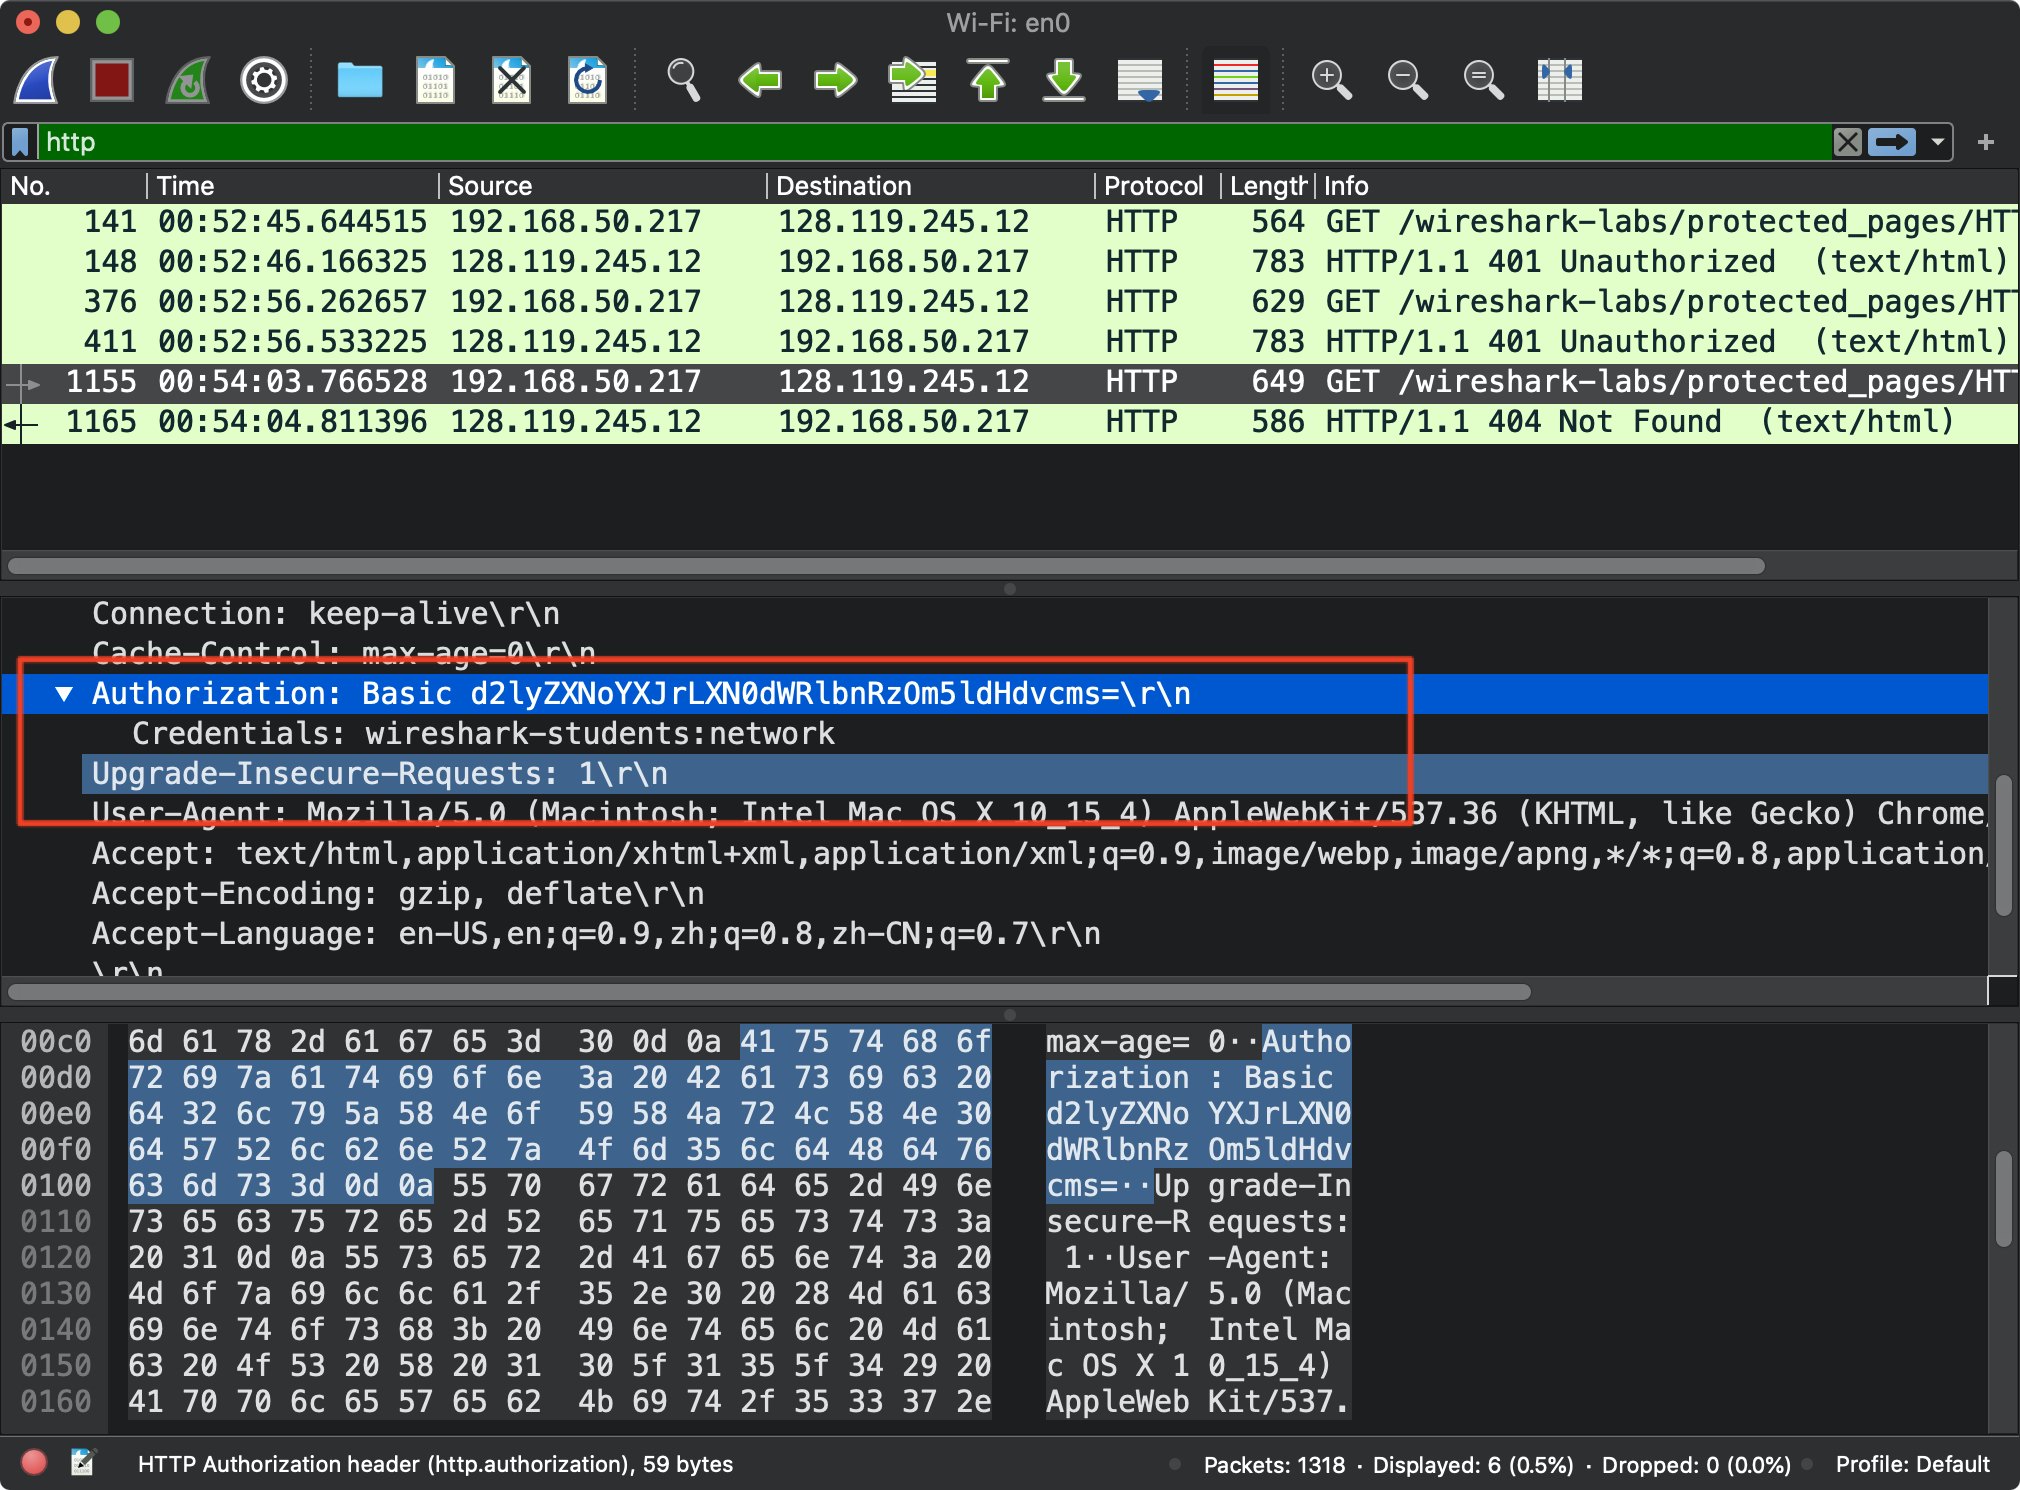 Wi-Fi: en0
http
No. Time Source Destination Protocol Length Info
141 00:52:45.644515 192.168.50.217 128.119.245.12 HTTP 564 GET /wireshark-labs/protected_pages/HT
148 00:52:46.166325 128.119.245.12 192.168.50.217 HTTP 783 HTTP/1.1 401 Unauthorized (text/html)
376 00:52:56.262657 192.168.50.217 128.119.245.12 HTTP 629 GET /wireshark-labs/protected_pages/HT
411 00:52:56.533225 128.119.245.12 192.168.50.217 HTTP 783 HTTP/1.1 401 Unauthorized (text/html)
1155 00:54:03.766528 192.168.50.217 128.119.245.12 HTTP 649 GET /wireshark-labs/protected_pages/HT
1165 00:54:04.811396 128.119.245.12 192.168.50.217 HTTP 586 HTTP/1.1 404 Not Found (text/html)
Connection: keep-alive\r\n
Cache-Control: max-age=0\r\n
Authorization: Basic d2lyZXNoYXJrLXN0dWRlbnRzOm5ldHdvcms=\r\n
Credentials: wireshark-students:network
Upgrade-Insecure-Requests: 1\r\n
User-Agent: Mozilla/5.0 (Macintosh; Intel Mac OS X 10_15_4) AppleWebKit/537.36 (KHTML, like Gecko) Chrome/
Accept: text/html,application/xhtml+xml,application/xml;q=0.9,image/webp,image/apng,*/*;q=0.8,application/
Accept-Encoding: gzip, deflate\r\n
Accept-Language: en-US,en;q=0.9,zh;q=0.8,zh-CN;q=0.7\r\n
\r\n
00c0 6d 61 78 2d 61 67 65 3d 30 0d 0a 41 75 74 68 6f max-age= 0··Autho
00d0 72 69 7a 61 74 69 6f 6e 3a 20 42 61 73 69 63 20 rization : Basic
00e0 64 32 6c 79 5a 58 4e 6f 59 58 4a 72 4c 58 4e 30 d2lyZXNo YXJrLXN0
00f0 64 57 52 6c 62 6e 52 7a 4f 6d 35 6c 64 48 64 76 dWRlbnRz Om5ldHdv
0100 63 6d 73 3d 0d 0a 55 70 67 72 61 64 65 2d 49 6e cms=··Up grade-In
0110 73 65 63 75 72 65 2d 52 65 71 75 65 73 74 73 3a secure-R equests:
0120 20 31 0d 0a 55 73 65 72 2d 41 67 65 6e 74 3a 20 1··User -Agent:
0130 4d 6f 7a 69 6c 6c 61 2f 35 2e 30 20 28 4d 61 63 Mozilla/ 5.0 (Mac
0140 69 6e 74 6f 73 68 3b 20 49 6e 74 65 6c 20 4d 61 intosh; Intel Ma
0150 63 20 4f 53 20 58 20 31 30 5f 31 35 5f 34 29 20 c OS X 1 0_15_4)
0160 41 70 70 6c 65 57 65 62 4b 69 74 2f 35 33 37 2e AppleWeb Kit/537.
HTTP Authorization header (http.authorization), 59 bytes Packets: 1318 · Displayed: 6 (0.5%) · Dropped: 0 (0.0%) Profile: Default